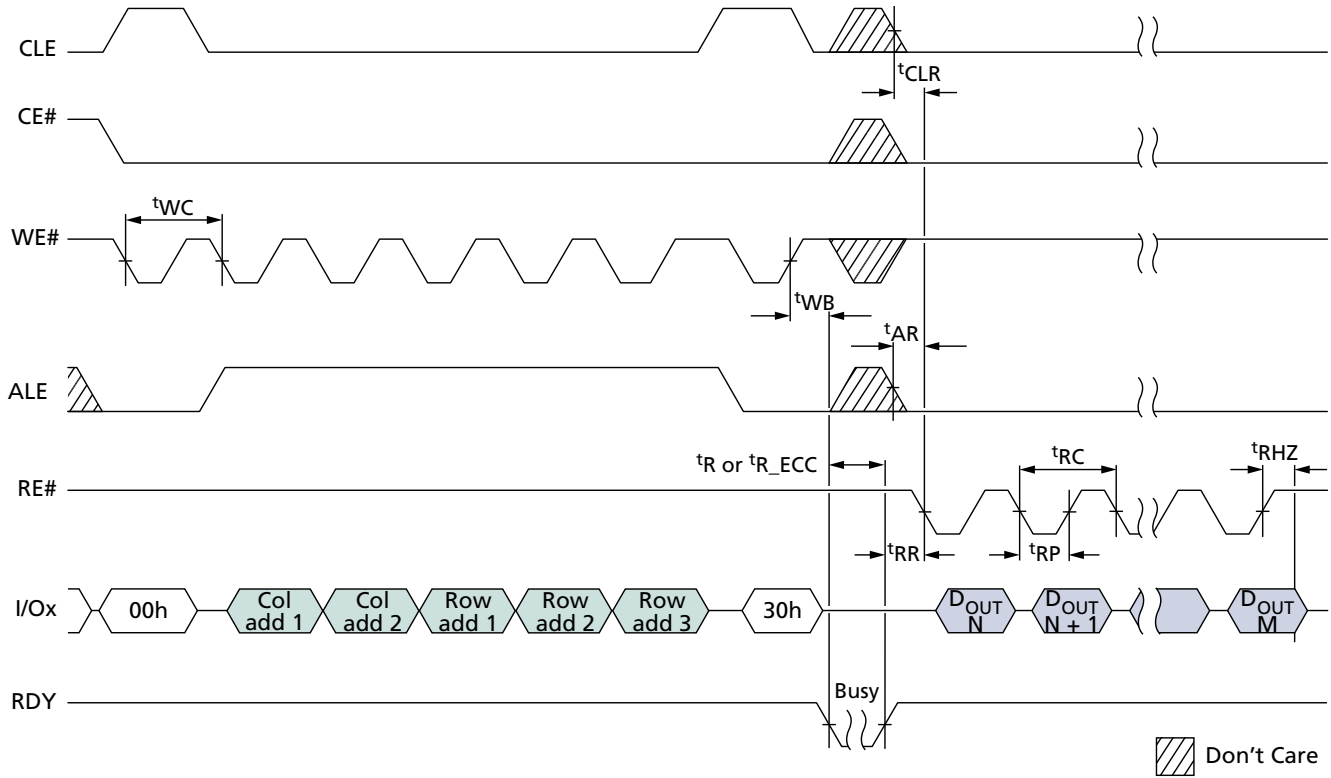 CLE
tCLR
CE#
tWC
WE#
tWB
tAR
ALE
tR or tR_ECC
tRC
tRHZ
RE#
tRR
tRP
I/Ox
00h
Col
add 1
Col
add 2
Row
add 1
Row
add 2
Row
add 3
30h
DOUT
N
DOUT
N + 1
DOUT
M
RDY
Busy
Don't Care